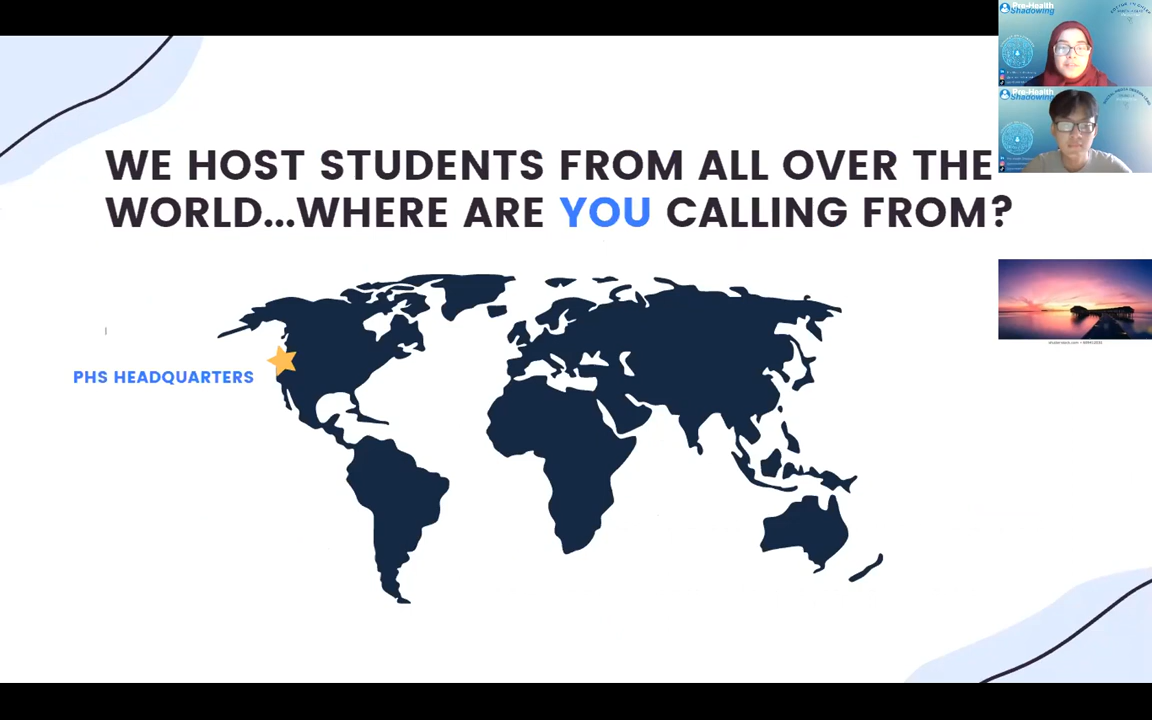 WE HOST STUDENTS FROM ALL OVER THE
WORLD...WHERE ARE YOU CALLING FROM?
PHS HEADQUARTERS
Pre-Health
Shadowing
Pre-Health
Shadowing